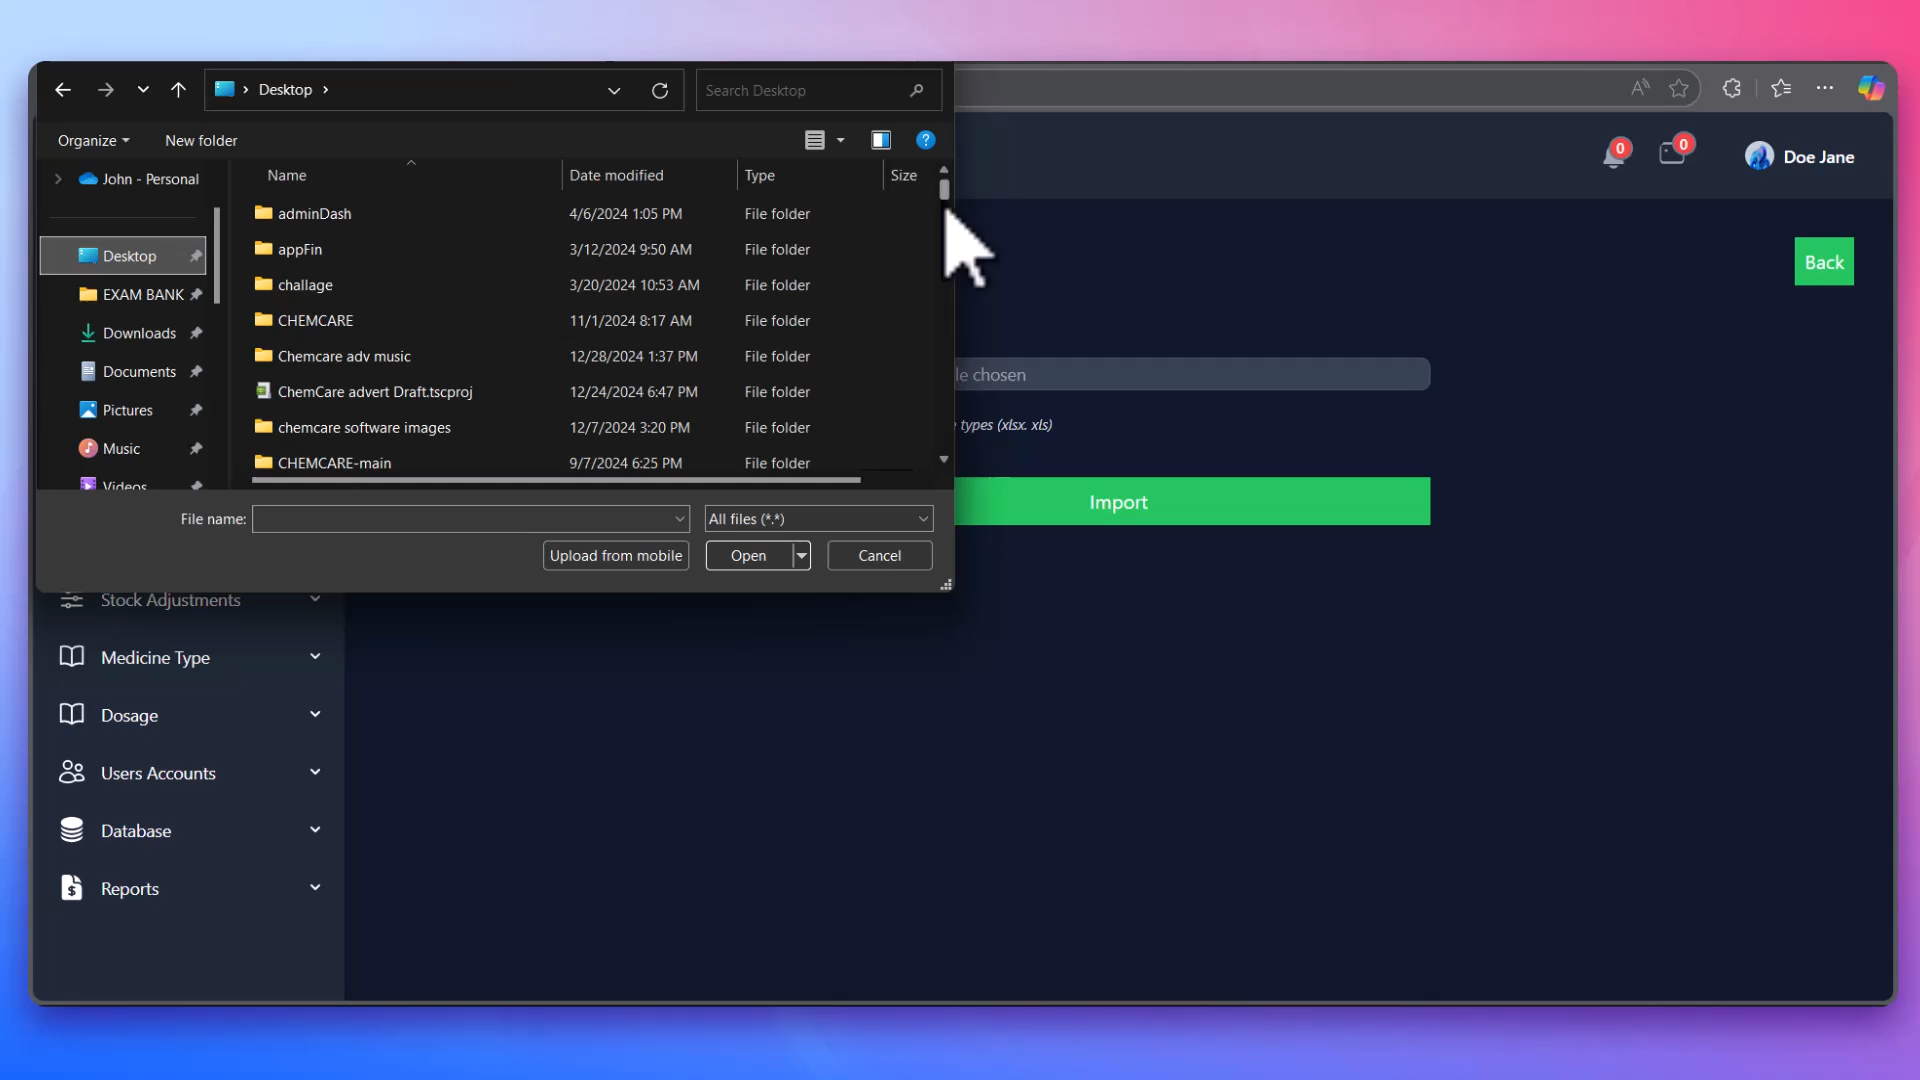 Desktop
Search Desktop
Organize
New folder
?
John - Personal
Name
Date modified
Type
Size
Desktop
EXAM BANK
Downloads
Documents
Pictures
Music
Videos
adminDash 4/6/2024 1:05 PM File folder
appFin 3/12/2024 9:50 AM File folder
challage 3/20/2024 10:53 AM File folder
CHEMCARE 11/1/2024 8:17 AM File folder
Chemcare adv music 12/28/2024 1:37 PM File folder
ChemCare advert Draft.tscproj 12/24/2024 6:47 PM File folder
chemcare software images 12/7/2024 3:20 PM File folder
CHEMCARE-main 9/7/2024 6:25 PM File folder
File name:
All files (*.*)
Upload from mobile
Open
Cancel
A
0
0
Doe Jane
Back
le chosen
types (xlsx. xls)
Import
Stock Adjustments
Medicine Type
Dosage
Users Accounts
Database
Reports